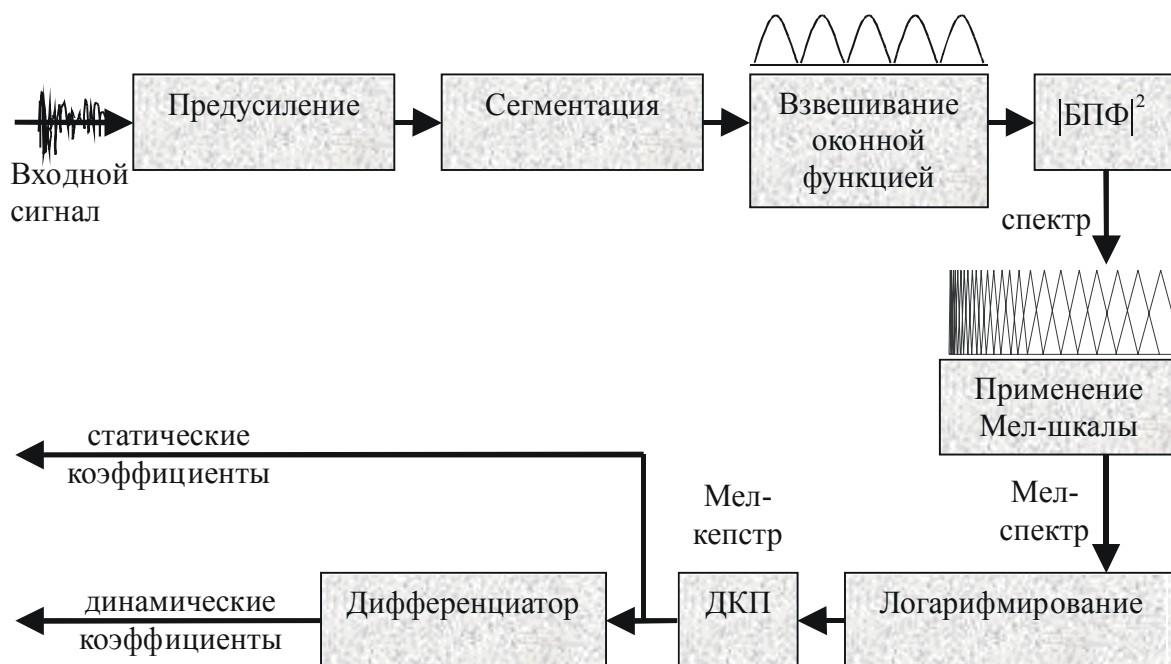 Предусиление
Сегментация
Взвешивание
оконной
функцией
|БПФ|²
Входной
сигнал
спектр
Применение
Мел-шкалы
статические
коэффициенты
Мел-
кепстр
Мел-
спектр
динамические
коэффициенты
Дифференциатор
ДКП
Логарифмирование